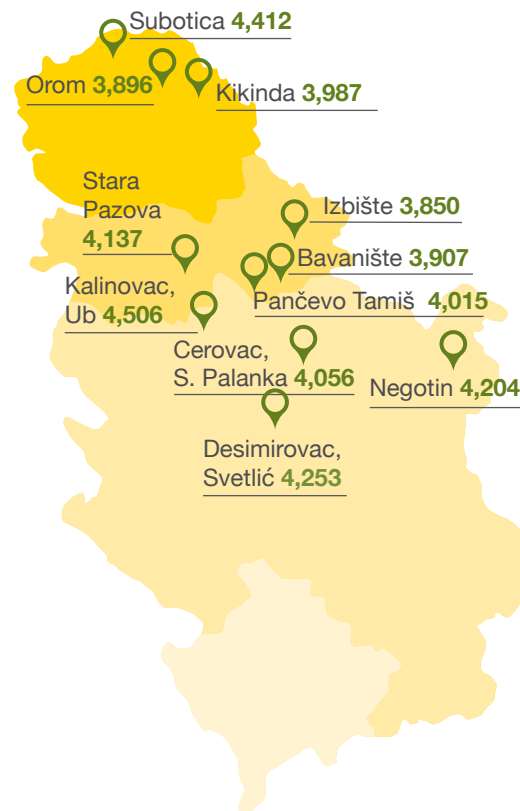 Subotica 4,412
Orom 3,896
Kikinda 3,987
Stara
Pazova
4,137
Izbište 3,850
Bavanište 3,907
Kalinovac,
Ub 4,506
Pančevo Tamiš 4,015
Cerovac,
S. Palanka 4,056
Negotin 4,204
Desimirovac,
Svetlić 4,253